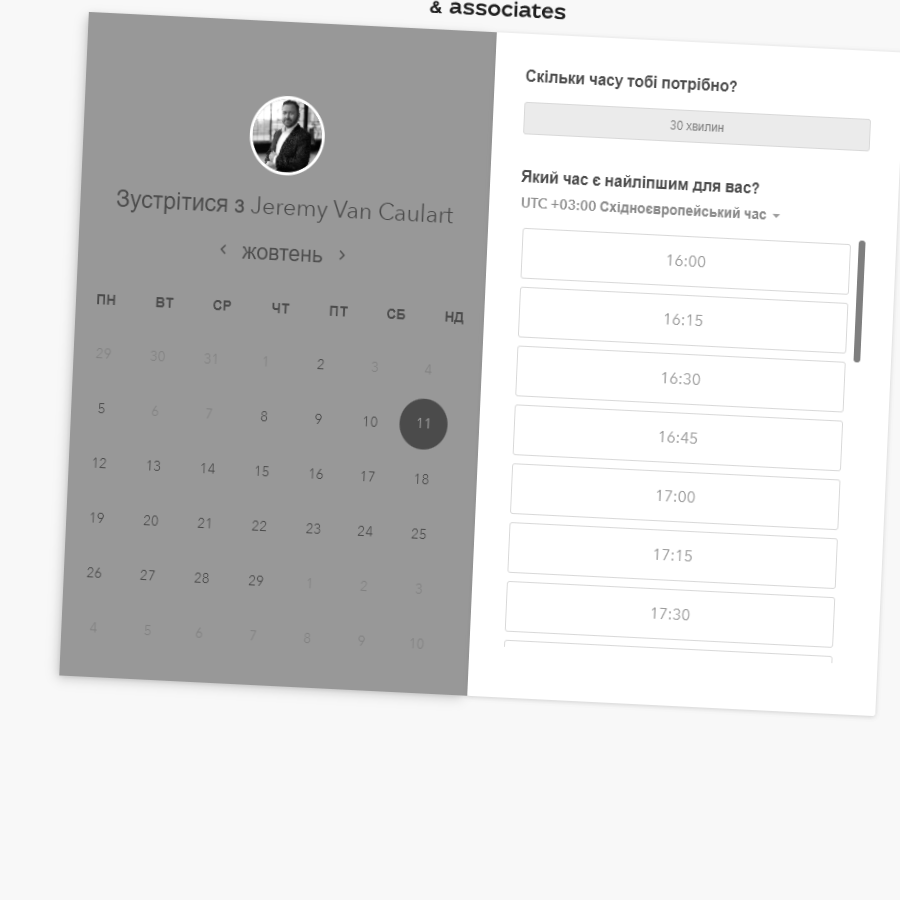 & associates
Зустрітися з Jeremy Van Caulart
жовтень
ПН ВТ СР ЧТ ПТ СБ НД
29 30 31 1 2 3 4
5 6 7 8 9 10 11
12 13 14 15 16 17 18
19 20 21 22 23 24 25
26 27 28 29 1 2 3
4 5 6 7 8 9 10
Скільки часу тобі потрібно?
30 хвилин
Який час є найліпшим для вас?
UTC +03:00 Східноєвропейський час
16:00
16:15
16:30
16:45
17:00
17:15
17:30